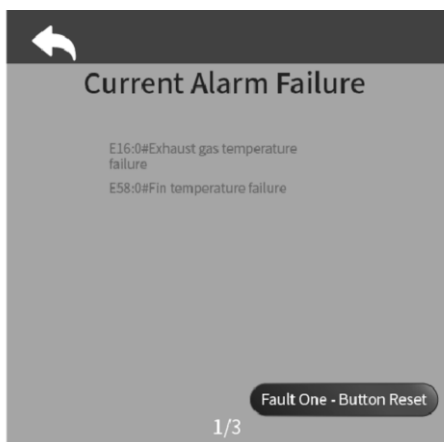 Current Alarm Failure
E16:0#Exhaust gas temperature
failure
E58:0#Fin temperature failure
Fault One - Button Reset
1/3